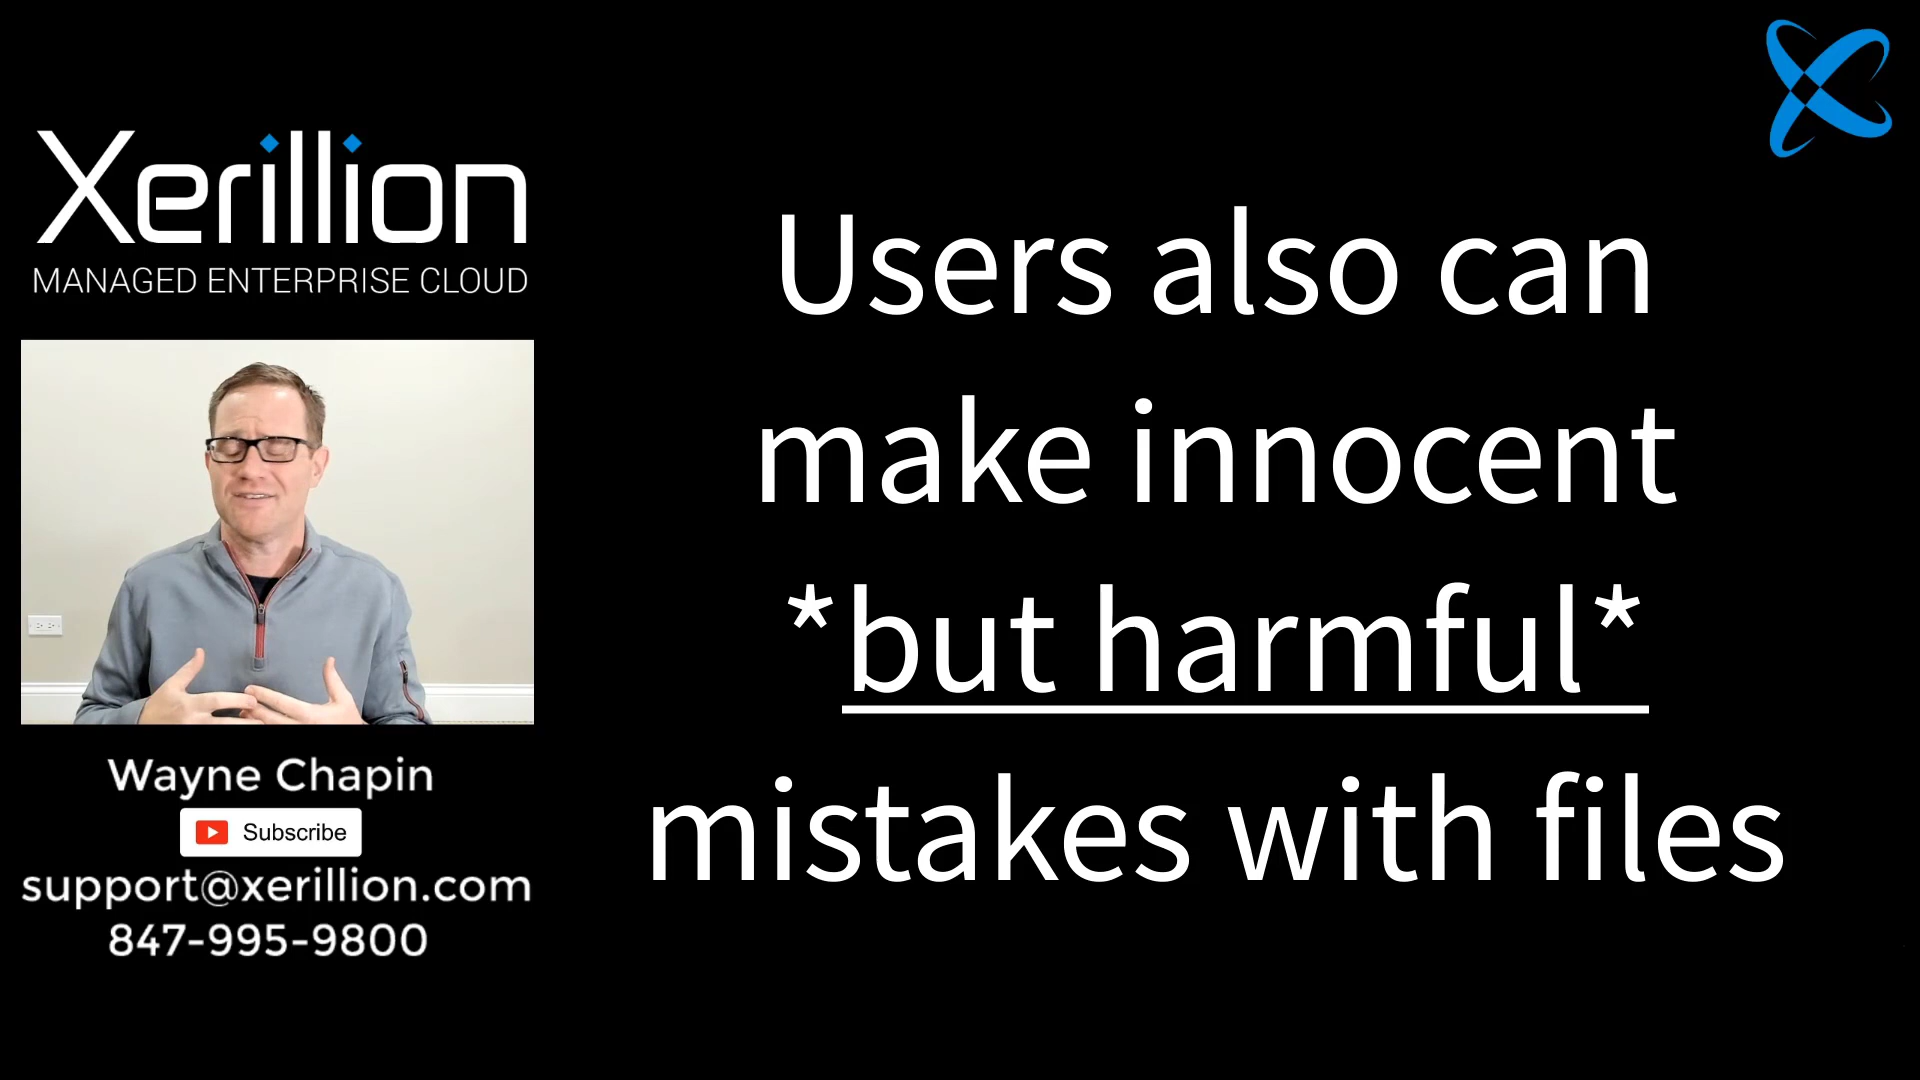 Xerillion
MANAGED ENTERPRISE CLOUD
Wayne Chapin
Subscribe
support@xerillion.com
847-995-9800
Users also can
make innocent
*but harmful*
mistakes with files